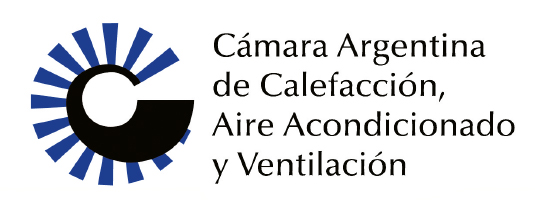 Cámara Argentina
de Calefacción,
Aire Acondicionado
y Ventilación